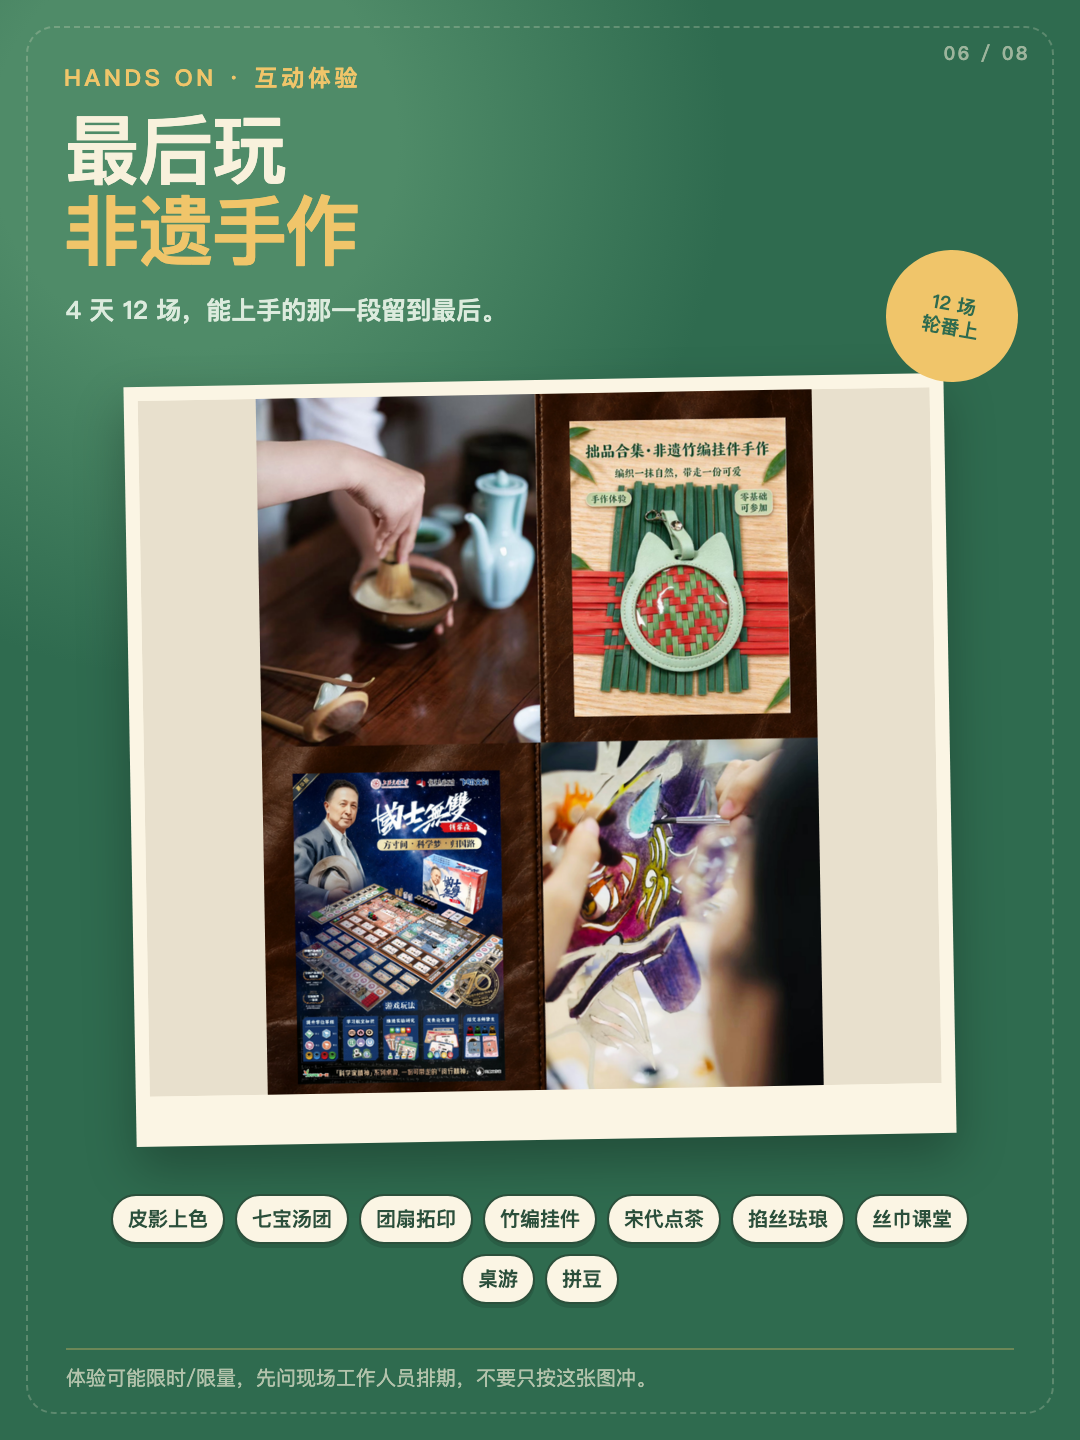 06 / 08
HANDS ON · 互动体验
最后玩
非遗手作
4 天 12 场，能上手的那一段留到最后。
12 场
轮番上
拙品合集·非遗竹编挂件手作
编织一抹自然，带走一份可爱
手作体验
零基础
可参加
國士無雙
钱学森
方寸间·科学梦·归国路
游戏玩法
皮影上色
七宝汤团
团扇拓印
竹编挂件
宋代点茶
掐丝珐琅
丝巾课堂
桌游
拼豆
体验可能限时/限量，先问现场工作人员排期，不要只按这张图冲。